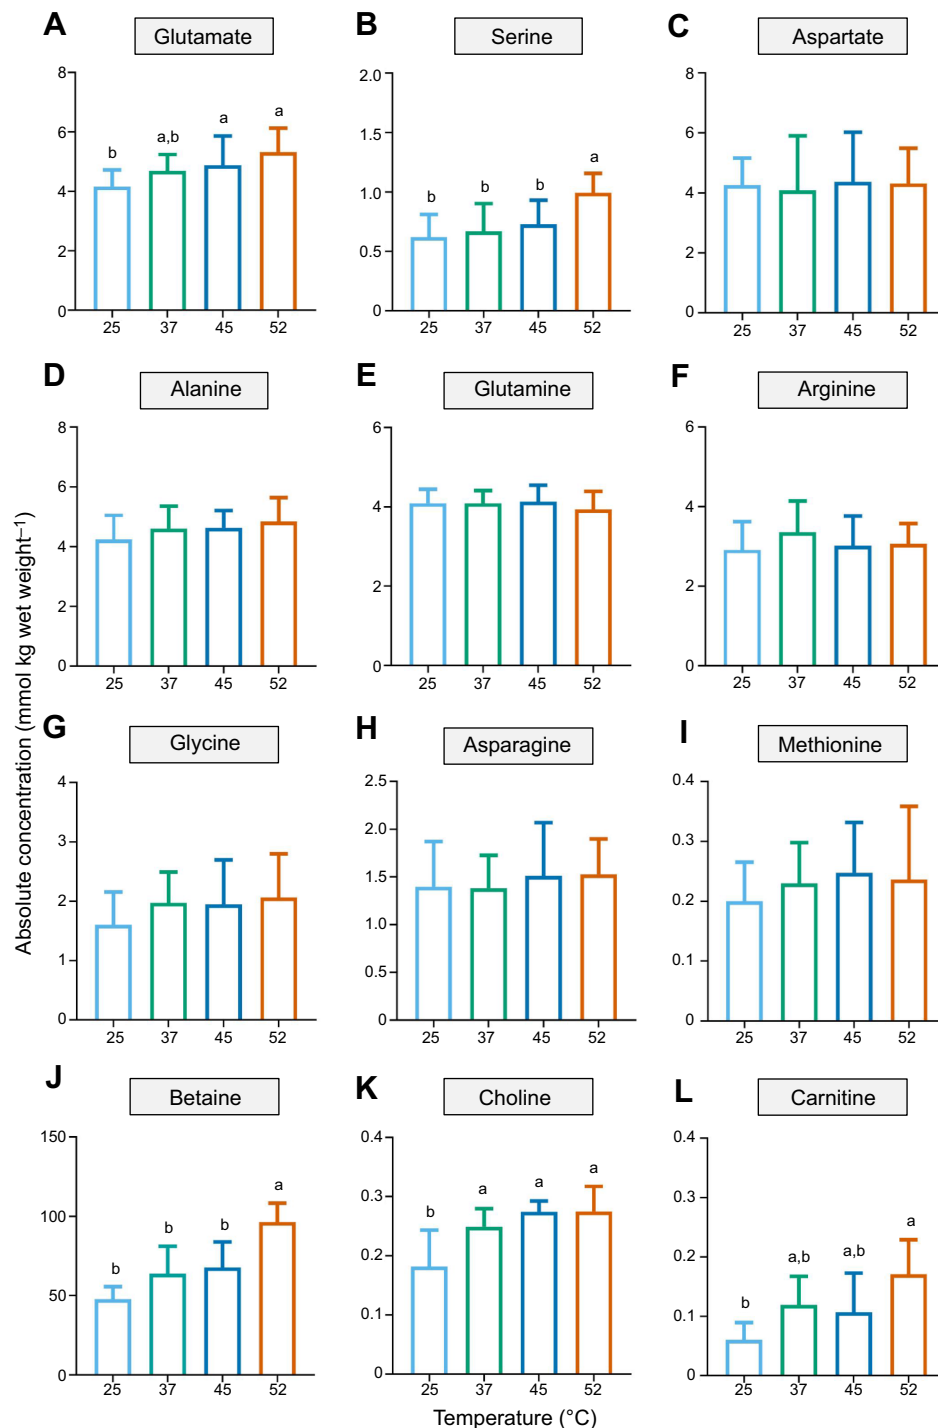 A
Glutamate
8
6
4
2
0
b
a,b
a
a
25 37 45 52
B
Serine
2.0
1.5
1.0
0.5
0
b
b
b
a
25 37 45 52
C
Aspartate
8
6
4
2
0
25 37 45 52
D
Alanine
8
6
4
2
0
25 37 45 52
E
Glutamine
6
4
2
0
25 37 45 52
F
Arginine
6
4
2
0
25 37 45 52
Absolute concentration (mmol kg wet weight⁻¹)
G
Glycine
4
3
2
1
0
25 37 45 52
H
Asparagine
2.5
2.0
1.5
1.0
0.5
0
25 37 45 52
I
Methionine
0.4
0.3
0.2
0.1
0
25 37 45 52
J
Betaine
150
100
50
0
b
b
b
a
25 37 45 52
K
Choline
0.4
0.3
0.2
0.1
0
b
a
a
a
25 37 45 52
L
Carnitine
0.4
0.3
0.2
0.1
0
b
a,b
a,b
a
25 37 45 52
Temperature (°C)